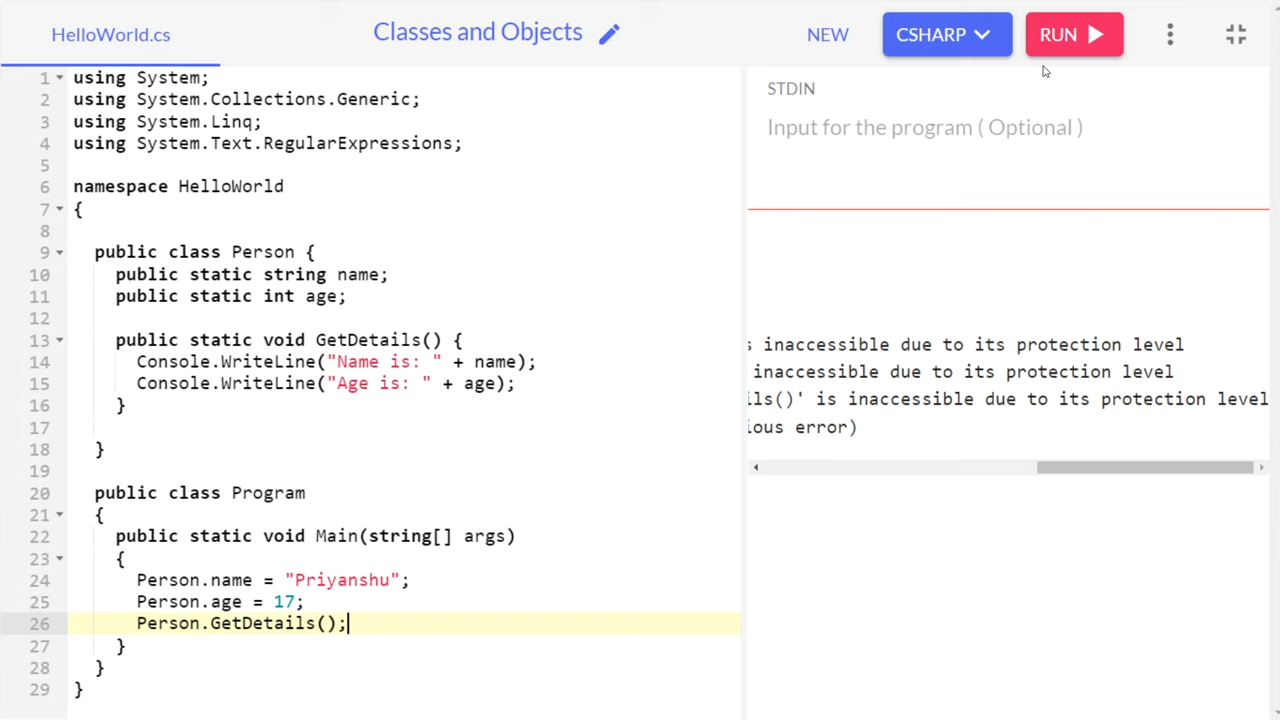 HelloWorld.cs
Classes and Objects
NEW
CSHARP
RUN
1 using System;
2 using System.Collections.Generic;
3 using System.Linq;
4 using System.Text.RegularExpressions;
5
6 namespace HelloWorld
7 {
8
9 public class Person {
10 public static string name;
11 public static int age;
12
13 public static void GetDetails() {
14 Console.WriteLine("Name is: " + name);
15 Console.WriteLine("Age is: " + age);
16 }
17
18 }
19
20 public class Program
21 {
22 public static void Main(string[] args)
23 {
24 Person.name = "Priyanshu";
25 Person.age = 17;
26 Person.GetDetails();
27 }
28 }
29 }
STDIN
Input for the program ( Optional )
s inaccessible due to its protection level
inaccessible due to its protection level
ils()' is inaccessible due to its protection level
ious error)